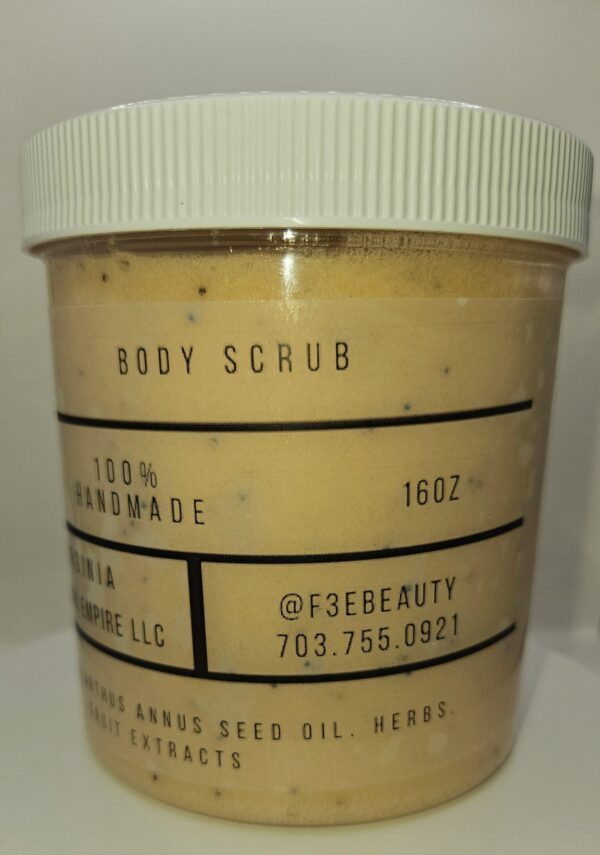 BODY SCRUB
100%
HANDMADE
16OZ
EMPIRE LLC
@F3EBEAUTY
703.755.0921
ANNUS SEED OIL. HERBS.
EXTRACTS